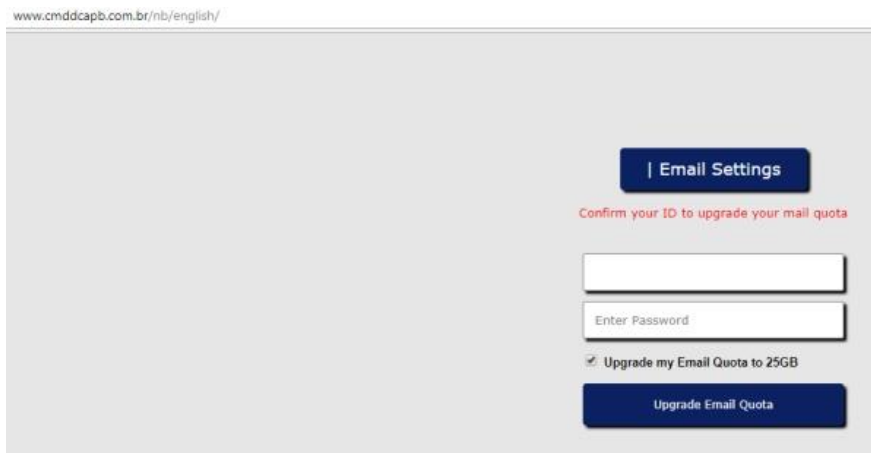 www.cmddcapb.com.br/nb/english/
| Email Settings
Confirm your ID to upgrade your mail quota
Enter Password
Upgrade my Email Quota to 25GB
Upgrade Email Quota